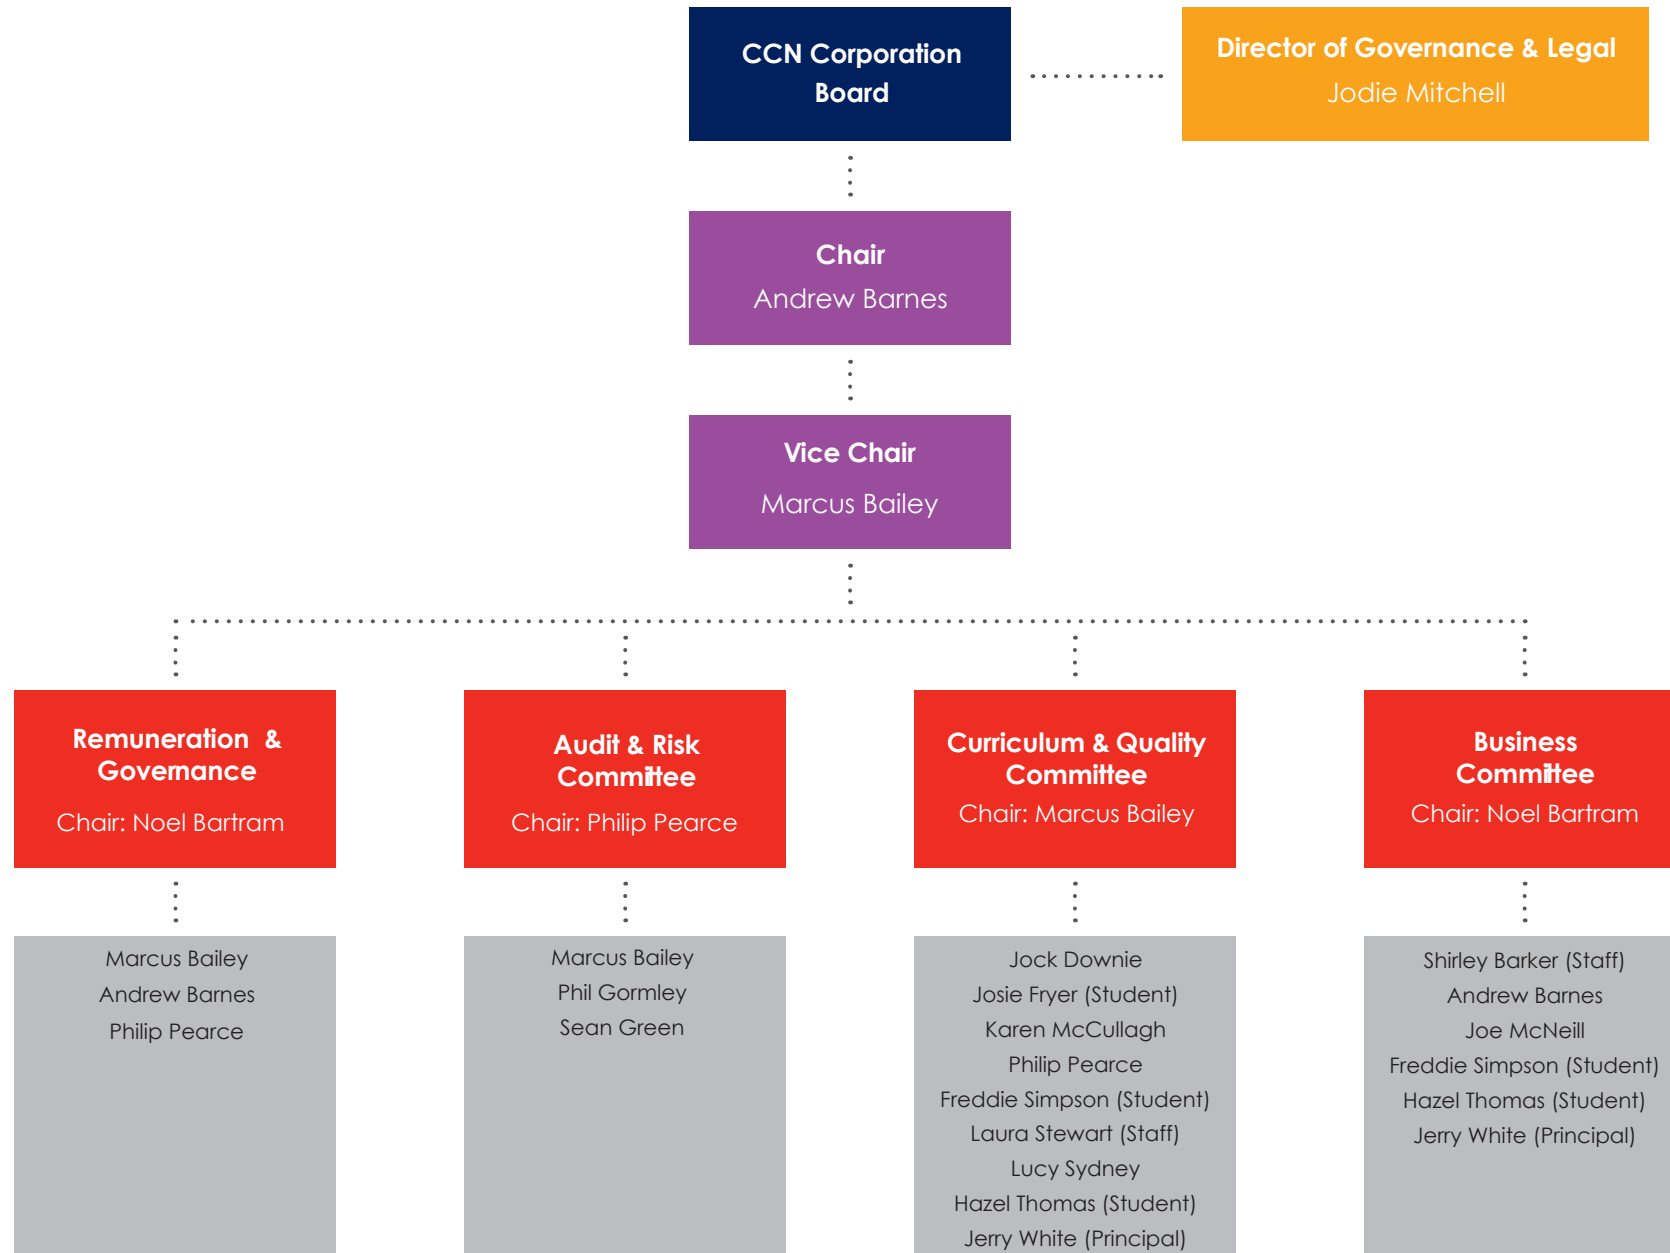 CCN Corporation
Board
Director of Governance & Legal
Jodie Mitchell
Chair
Andrew Barnes
Vice Chair
Marcus Bailey
Remuneration &
Governance
Chair: Noel Bartram
Audit & Risk
Committee
Chair: Philip Pearce
Curriculum & Quality
Committee
Chair: Marcus Bailey
Business
Committee
Chair: Noel Bartram
Marcus Bailey
Andrew Barnes
Philip Pearce
Marcus Bailey
Phil Gormley
Sean Green
Jock Downie
Josie Fryer (Student)
Karen McCullagh
Philip Pearce
Freddie Simpson (Student)
Laura Stewart (Staff)
Lucy Sydney
Hazel Thomas (Student)
Jerry White (Principal)
Shirley Barker (Staff)
Andrew Barnes
Joe McNeill
Freddie Simpson (Student)
Hazel Thomas (Student)
Jerry White (Principal)